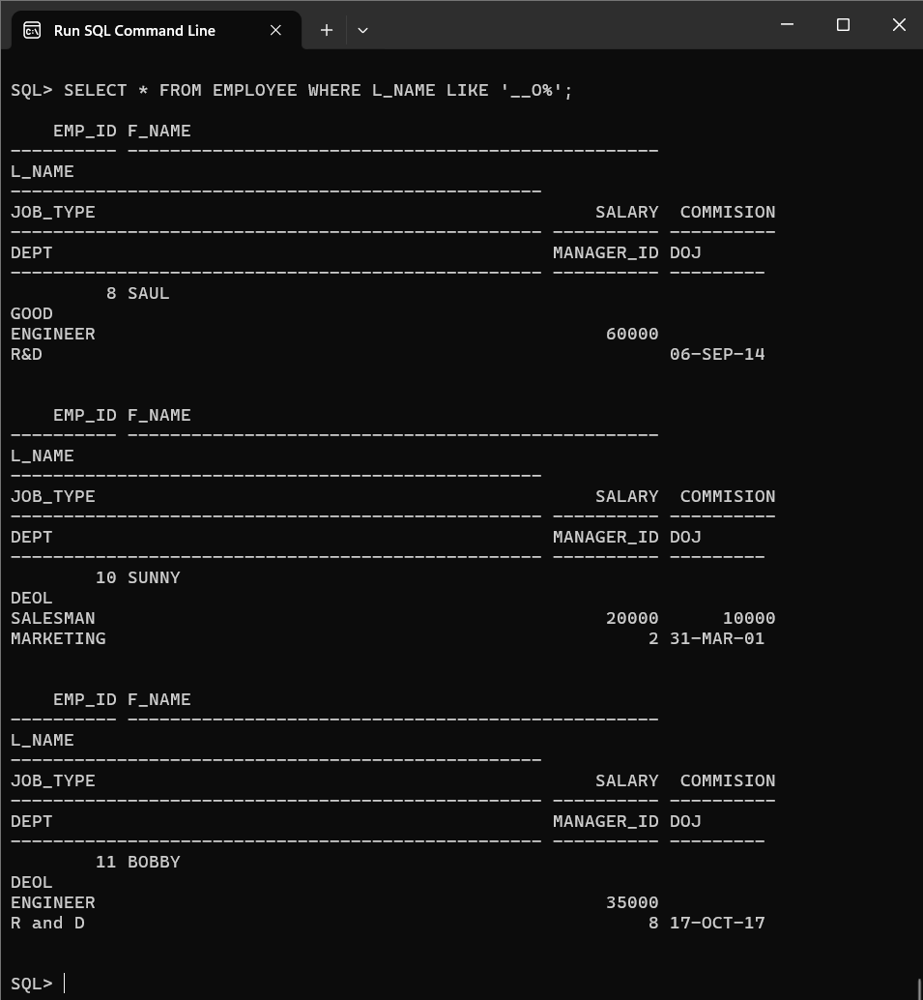 Run SQL Command Line
SQL> SELECT * FROM EMPLOYEE WHERE L_NAME LIKE '__O%';
    EMP_ID F_NAME
---------- --------------------------------------------------
L_NAME
--------------------------------------------------
JOB_TYPE                                               SALARY  COMMISION
-------------------------------------------------- ---------- ----------
DEPT                                               MANAGER_ID DOJ
-------------------------------------------------- ---------- ---------
         8 SAUL
GOOD
ENGINEER                                                60000
R&D                                                           06-SEP-14
    EMP_ID F_NAME
---------- --------------------------------------------------
L_NAME
--------------------------------------------------
JOB_TYPE                                               SALARY  COMMISION
-------------------------------------------------- ---------- ----------
DEPT                                               MANAGER_ID DOJ
-------------------------------------------------- ---------- ---------
        10 SUNNY
DEOL
SALESMAN                                                20000      10000
MARKETING                                                   2 31-MAR-01
    EMP_ID F_NAME
---------- --------------------------------------------------
L_NAME
--------------------------------------------------
JOB_TYPE                                               SALARY  COMMISION
-------------------------------------------------- ---------- ----------
DEPT                                               MANAGER_ID DOJ
-------------------------------------------------- ---------- ---------
        11 BOBBY
DEOL
ENGINEER                                                35000
R and D                                                     8 17-OCT-17
SQL>